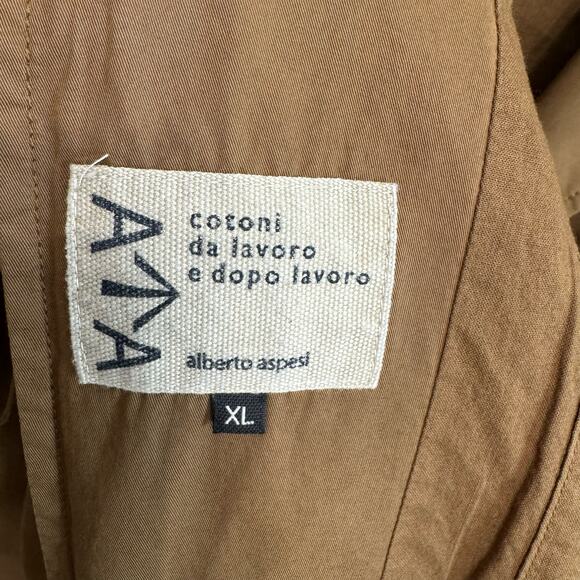 A↑A
cotoni
da lavoro
e dopo lavoro
alberto aspesi
XL